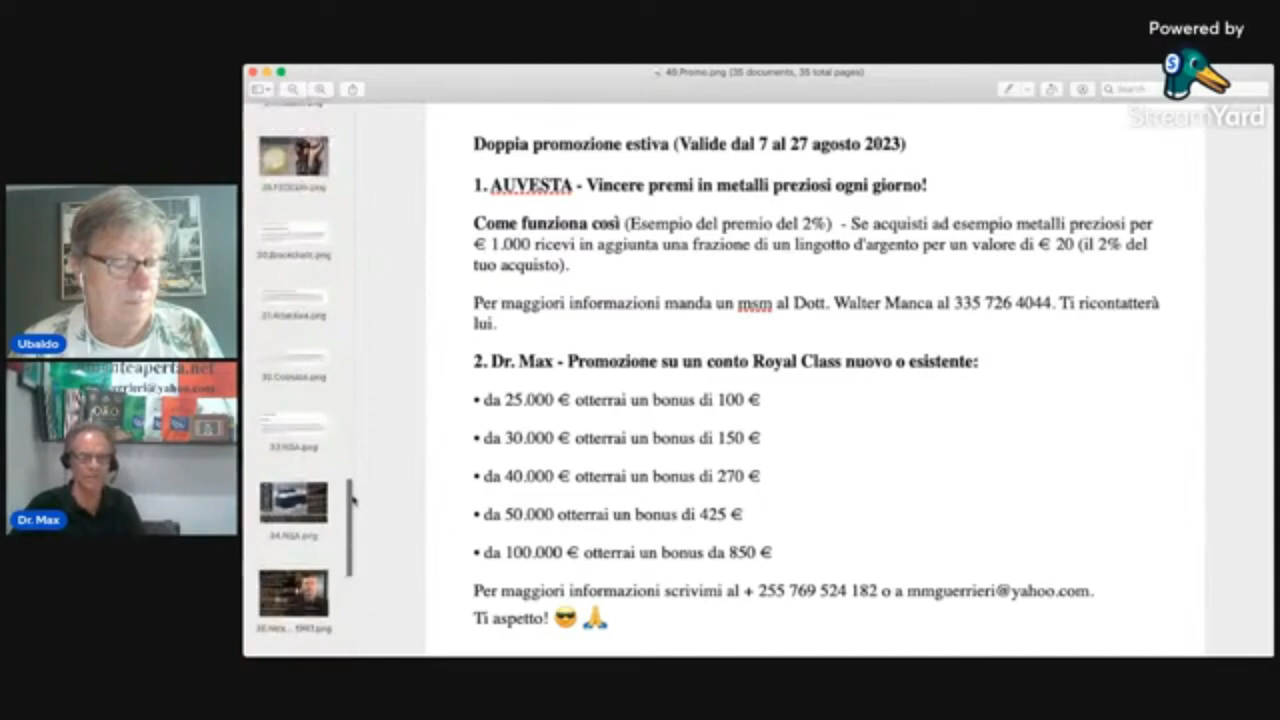 Powered by
StreamYard
49.Promo.png (35 documents, 35 total pages)
Search
30.Blockchain.png
33.NSA.png
34.NSA.png
Ubaldo
Dr. Max
ORO
Doppia promozione estiva (Valide dal 7 al 27 agosto 2023)
1. AUVESTA - Vincere premi in metalli preziosi ogni giorno!
Come funziona così (Esempio del premio del 2%) - Se acquisti ad esempio metalli preziosi per
€ 1.000 ricevi in aggiunta una frazione di un lingotto d'argento per un valore di € 20 (il 2% del
tuo acquisto).
Per maggiori informazioni manda un msm al Dott. Walter Manca al 335 726 4044. Ti ricontatterà
lui.
2. Dr. Max - Promozione su un conto Royal Class nuovo o esistente:
• da 25.000 € otterrai un bonus di 100 €
• da 30.000 € otterrai un bonus di 150 €
• da 40.000 € otterrai un bonus di 270 €
• da 50.000 otterrai un bonus di 425 €
• da 100.000 € otterrai un bonus da 850 €
Per maggiori informazioni scrivimi al + 255 769 524 182 o a mmguerrieri@yahoo.com.
Ti aspetto! 😎 🙏